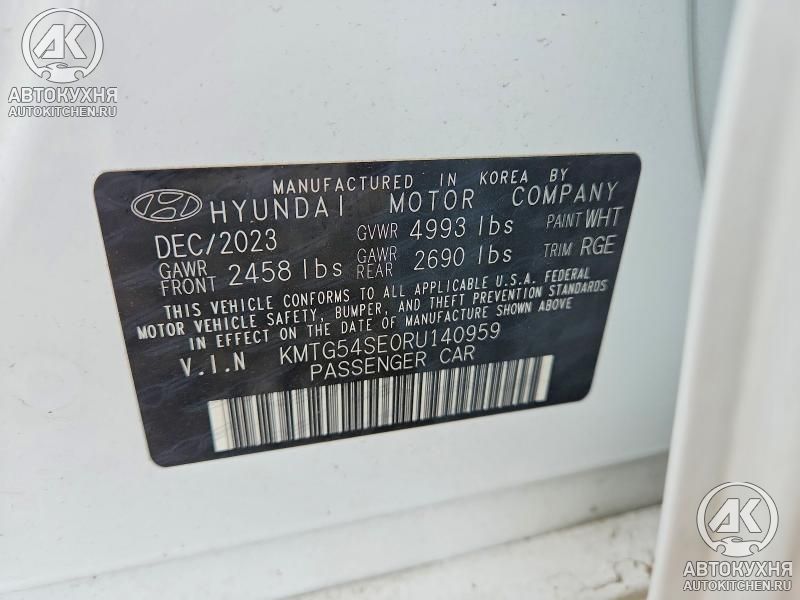 AK
АВТОКУХНЯ
AUTOKITCHEN.RU
MANUFACTURED IN KOREA BY
HYUNDAI MOTOR COMPANY
DEC/2023 GVWR 4993 lbs PAINT WHT
GAWR FRONT 2458 lbs GAWR REAR 2690 lbs TRIM RGE
THIS VEHICLE CONFORMS TO ALL APPLICABLE U.S.A. FEDERAL
MOTOR VEHICLE SAFETY, BUMPER, AND THEFT PREVENTION STANDARDS
IN EFFECT ON THE DATE OF MANUFACTURE SHOWN ABOVE
V.I.N KMTG54SE0RU140959
PASSENGER CAR
AK
АВТОКУХНЯ
AUTOKITCHEN.RU